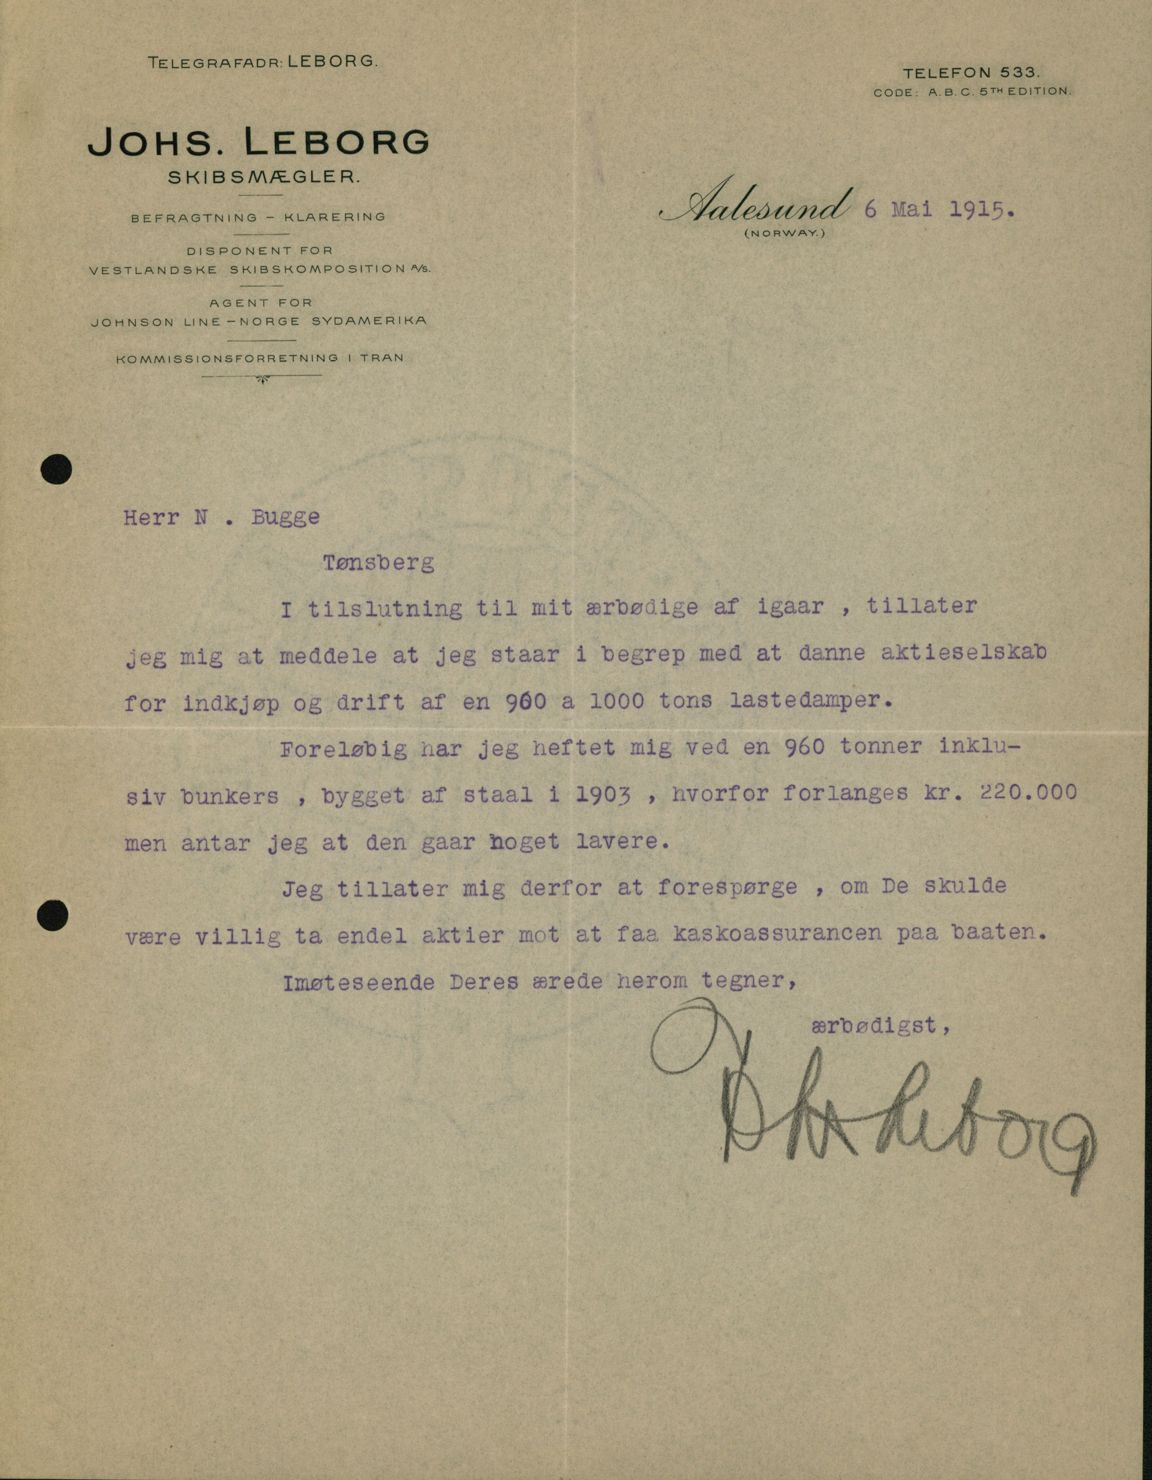 TELEGRAFADR: LEBORG.
TELEFON 533.
CODE: A.B.C. 5TH EDITION.
JOHS. LEBORG
SKIBSMÆGLER.
BEFRAGTNING – KLARERING
DISPONENT FOR
VESTLANDSKE SKIBSKOMPOSITION A/S.
AGENT FOR
JOHNSON LINE – NORGE SYDAMERIKA
KOMMISSIONSFORRETNING I TRAN
Aalesund 6 Mai 1915.
(NORWAY.)
Herr N . Bugge
Tønsberg
I tilslutning til mit ærbødige af igaar , tillater
jeg mig at meddele at jeg staar i begrep med at danne aktieselskab
for indkjøp og drift af en 900 a 1000 tons lastedamper.
Foreløbig har jeg heftet mig ved en 960 tonner inklu-
siv bunkers , bygget af staal i 1903 , hvorfor forlanges kr. 220.000
men antar jeg at den gaar noget lavere.
Jeg tillater mig derfor at forespørge , om De skulde
være villig ta endel aktier mot at faa kaskoassurancen paa baaten.
Imøteseende Deres ærede herom tegner,
ærbødigst,
Johs Leborg